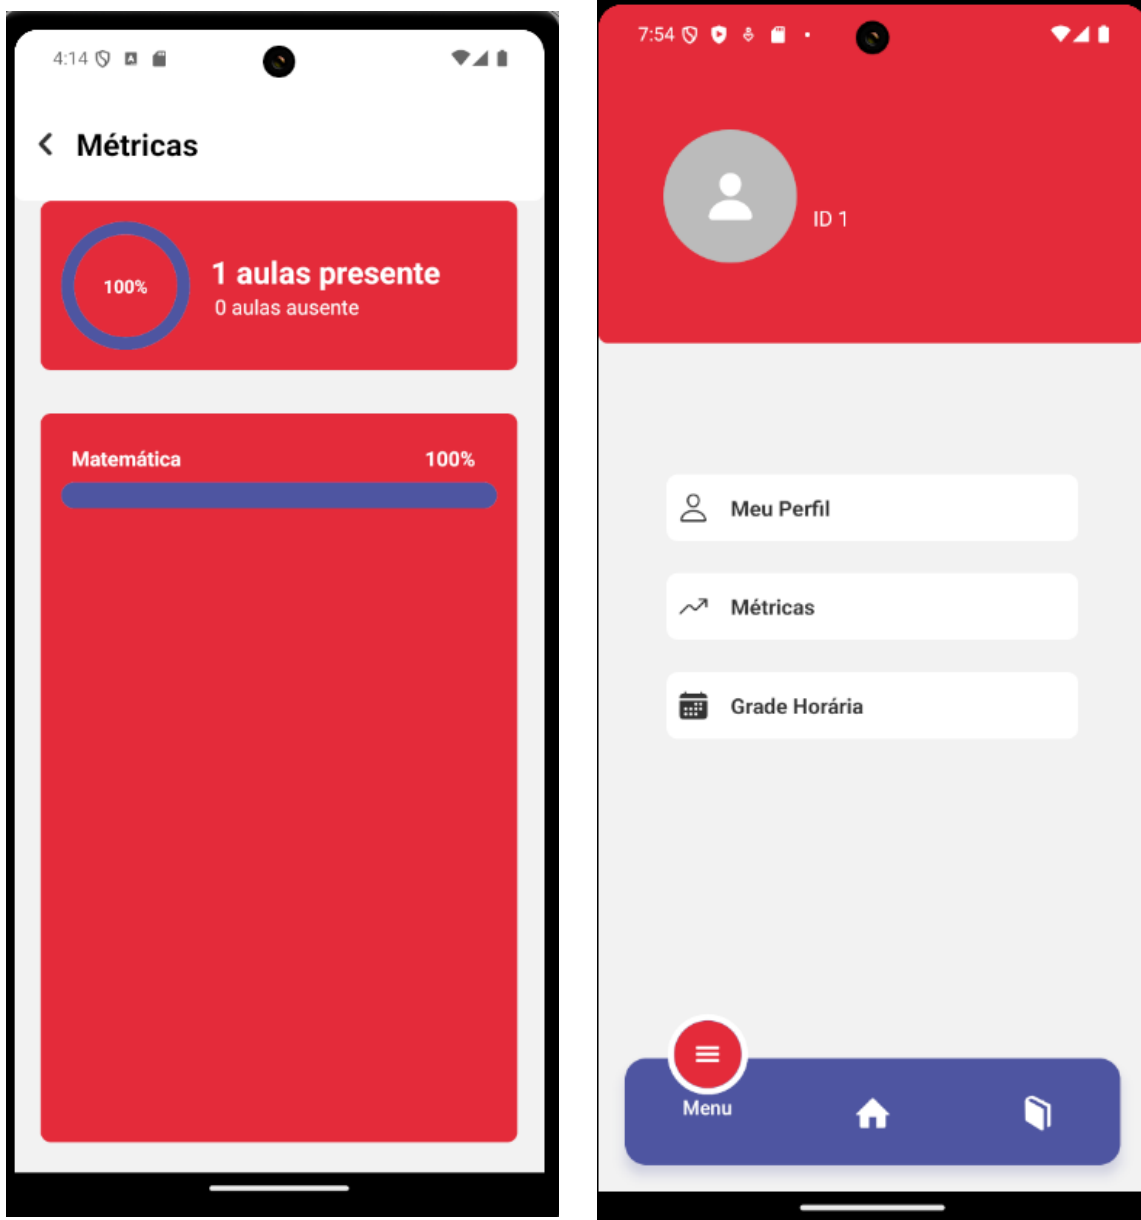 4:14
Métricas
100%
1 aulas presente
0 aulas ausente
Matemática 100%
7:54
ID 1
Meu Perfil
Métricas
Grade Horária
Menu